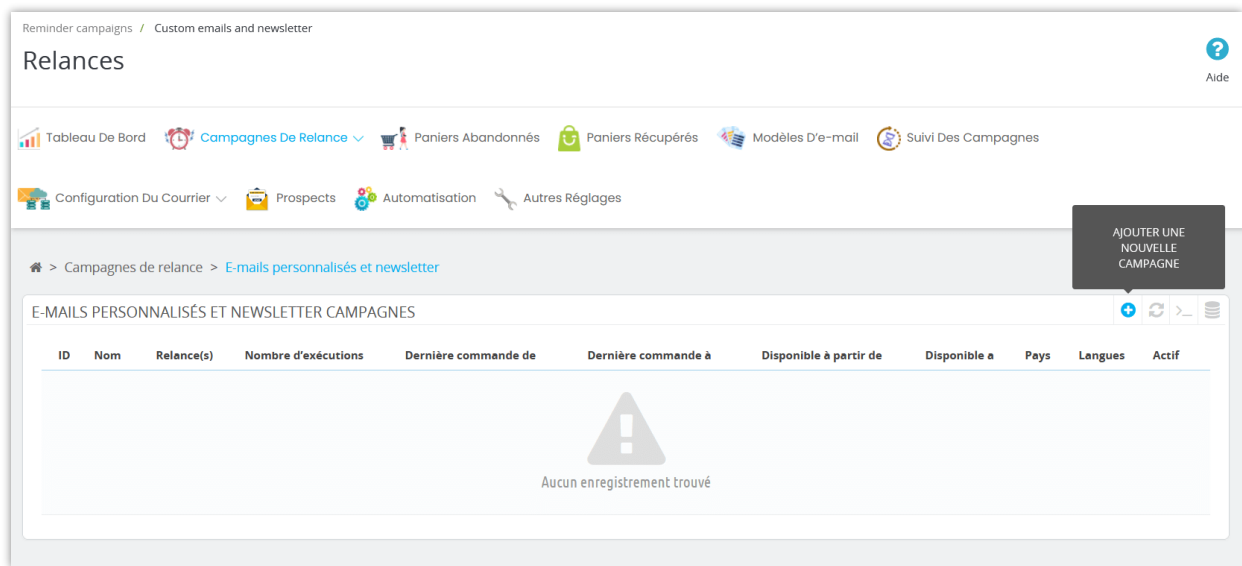 Reminder campaigns / Custom emails and newsletter
Relances
?
Aide
Tableau De Bord Campagnes De Relance Paniers Abandonnés Paniers Récupérés Modèles D'e-mail Suivi Des Campagnes
Configuration Du Courrier Prospects Automatisation Autres Réglages
AJOUTER UNE
NOUVELLE
CAMPAGNE
> Campagnes de relance > E-mails personnalisés et newsletter
E-MAILS PERSONNALISÉS ET NEWSLETTER CAMPAGNES
ID Nom Relance(s) Nombre d'exécutions Dernière commande de Dernière commande à Disponible à partir de Disponible a Pays Langues Actif
Aucun enregistrement trouvé